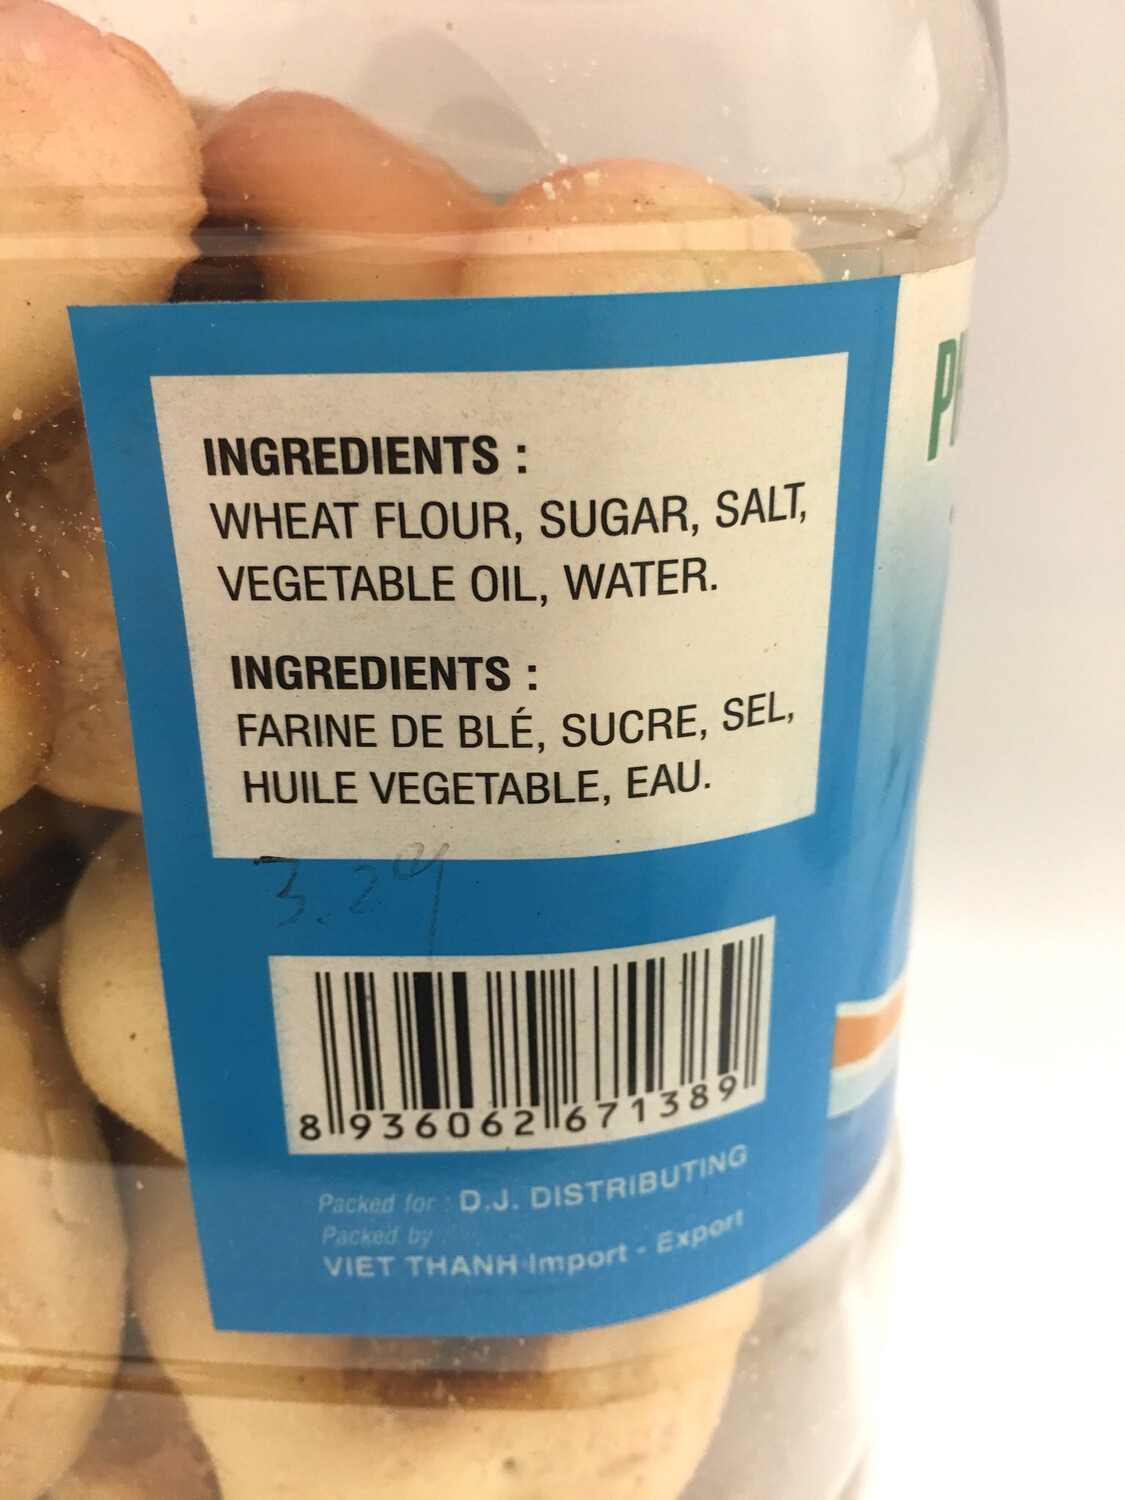 INGREDIENTS :
WHEAT FLOUR, SUGAR, SALT,
VEGETABLE OIL, WATER.
INGREDIENTS :
FARINE DE BLÉ, SUCRE, SEL,
HUILE VEGETABLE, EAU.
3.29
8 936062 671389
Packed for : D.J. DISTRIBUTING
Packed by :
VIET THANH Import - Export